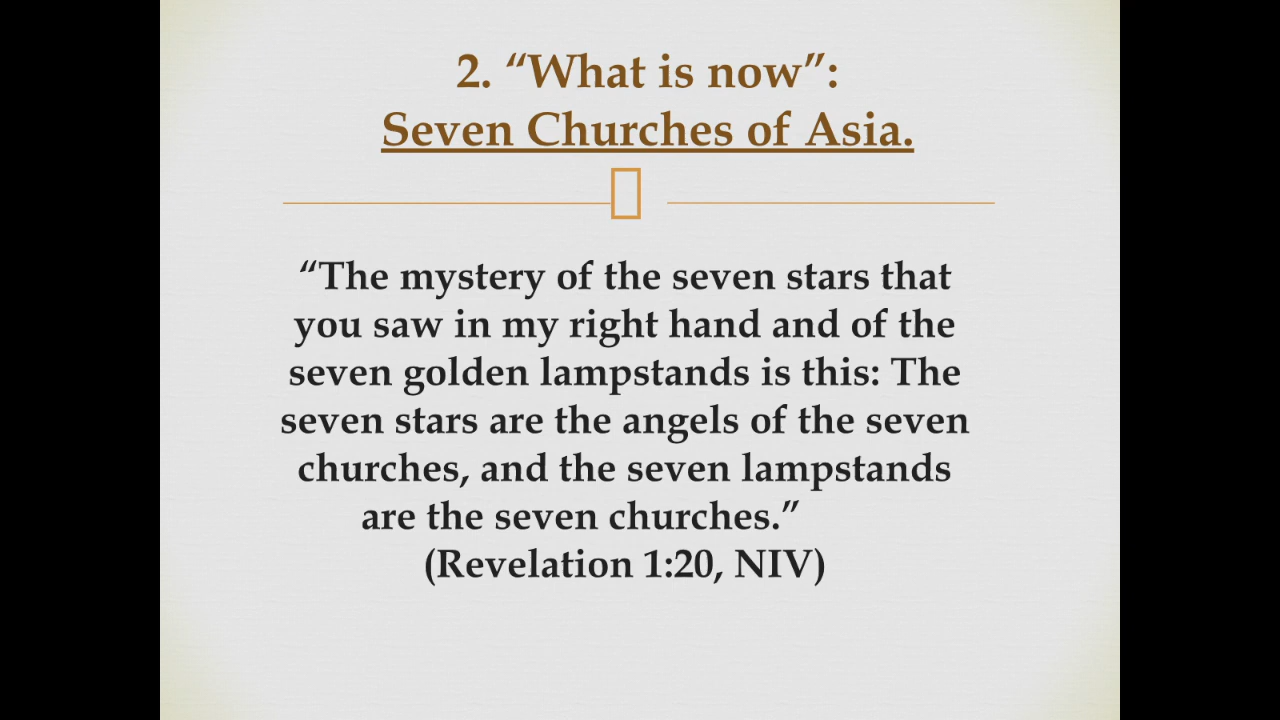 2. “What is now”:
Seven Churches of Asia.
“The mystery of the seven stars that
you saw in my right hand and of the
seven golden lampstands is this: The
seven stars are the angels of the seven
churches, and the seven lampstands
are the seven churches.”
(Revelation 1:20, NIV)